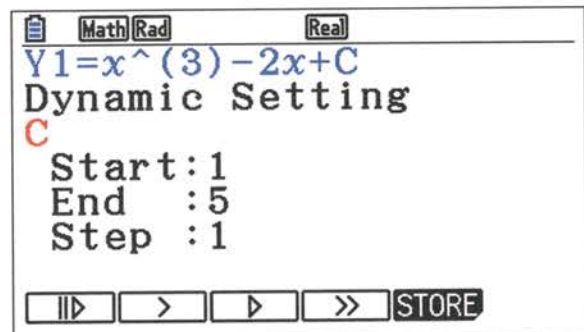 Math Rad Real
Y1=x^(3)-2x+C
Dynamic Setting
C
Start:1
End :5
Step :1
STORE